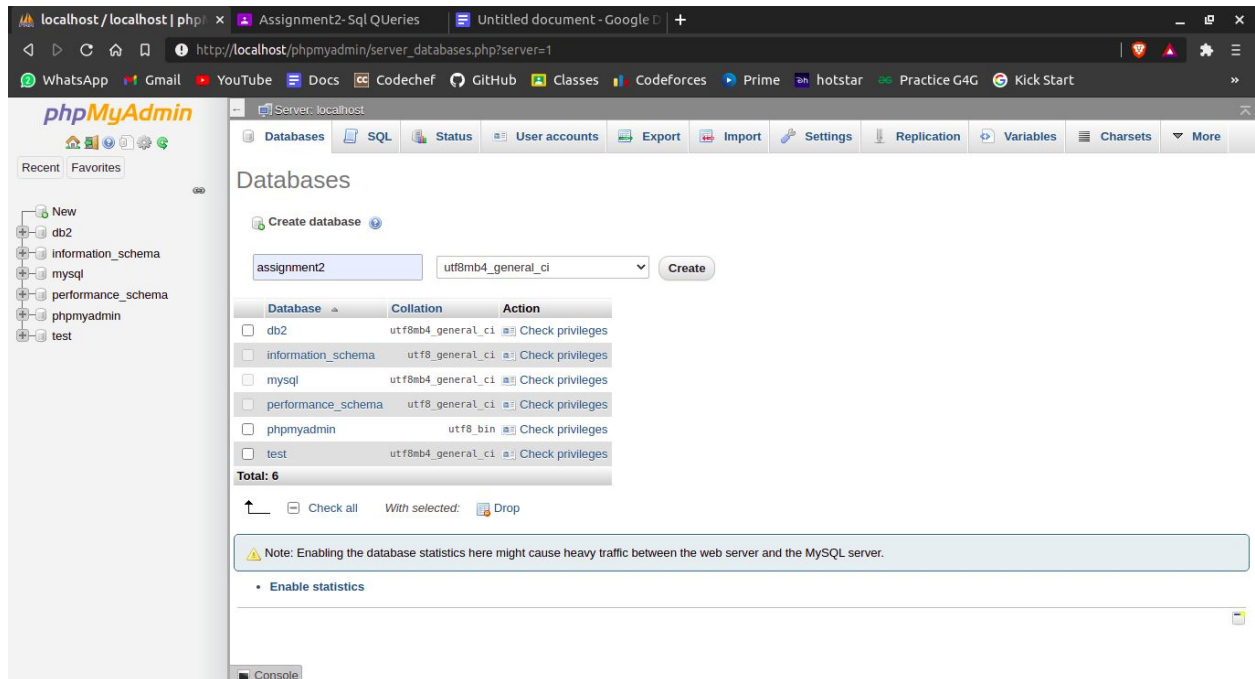 localhost / localhost | php
Assignment2- Sql QUeries
Untitled document - Google D
http://localhost/phpmyadmin/server_databases.php?server=1
WhatsApp Gmail YouTube Docs Codechef GitHub Classes Codeforces Prime hotstar Practice G4G Kick Start »
phpMyAdmin
Recent Favorites
New
db2
information_schema
mysql
performance_schema
phpmyadmin
test
Server: localhost
Databases SQL Status User accounts Export Import Settings Replication Variables Charsets More
Databases
Create database
assignment2 utf8mb4_general_ci Create
Database Collation Action
db2 utf8mb4_general_ci Check privileges
information_schema utf8_general_ci Check privileges
mysql utf8mb4_general_ci Check privileges
performance_schema utf8_general_ci Check privileges
phpmyadmin utf8_bin Check privileges
test utf8mb4_general_ci Check privileges
Total: 6
Check all With selected: Drop
Note: Enabling the database statistics here might cause heavy traffic between the web server and the MySQL server.
• Enable statistics
Console